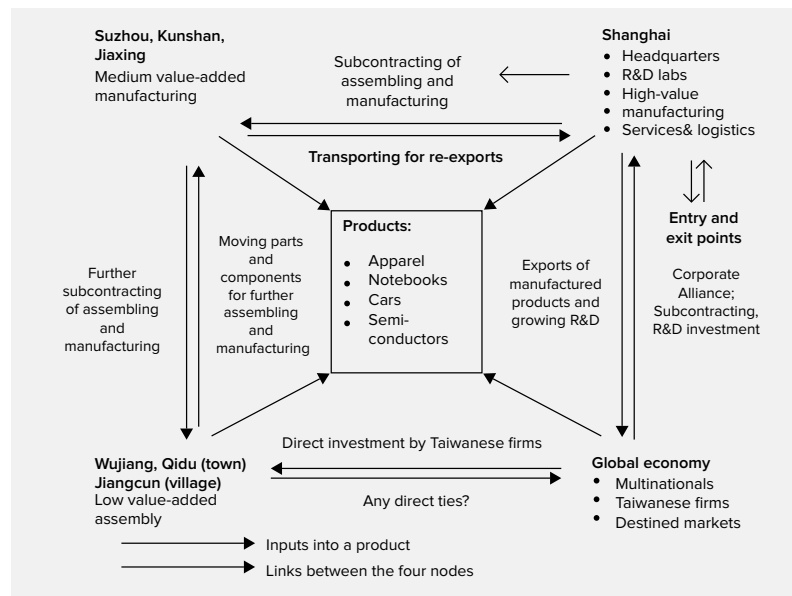 Suzhou, Kunshan,
Jiaxing
Medium value-added
manufacturing
Subcontracting of
assembling and
manufacturing
Shanghai
• Headquarters
• R&D labs
• High-value
• manufacturing
• Services& logistics
Transporting for re-exports
Entry and
exit points
Corporate
Alliance;
Subcontracting,
R&D investment
Further
subcontracting
of assembling
and
manufacturing
Moving parts
and
components
for further
assembling
and
manufacturing
Products:
• Apparel
• Notebooks
• Cars
• Semi-
conductors
Exports of
manufactured
products and
growing R&D
Wujiang, Qidu (town)
Jiangcun (village)
Low value-added
assembly
Direct investment by Taiwanese firms
Any direct ties?
Global economy
• Multinationals
• Taiwanese firms
• Destined markets
Inputs into a product
Links between the four nodes